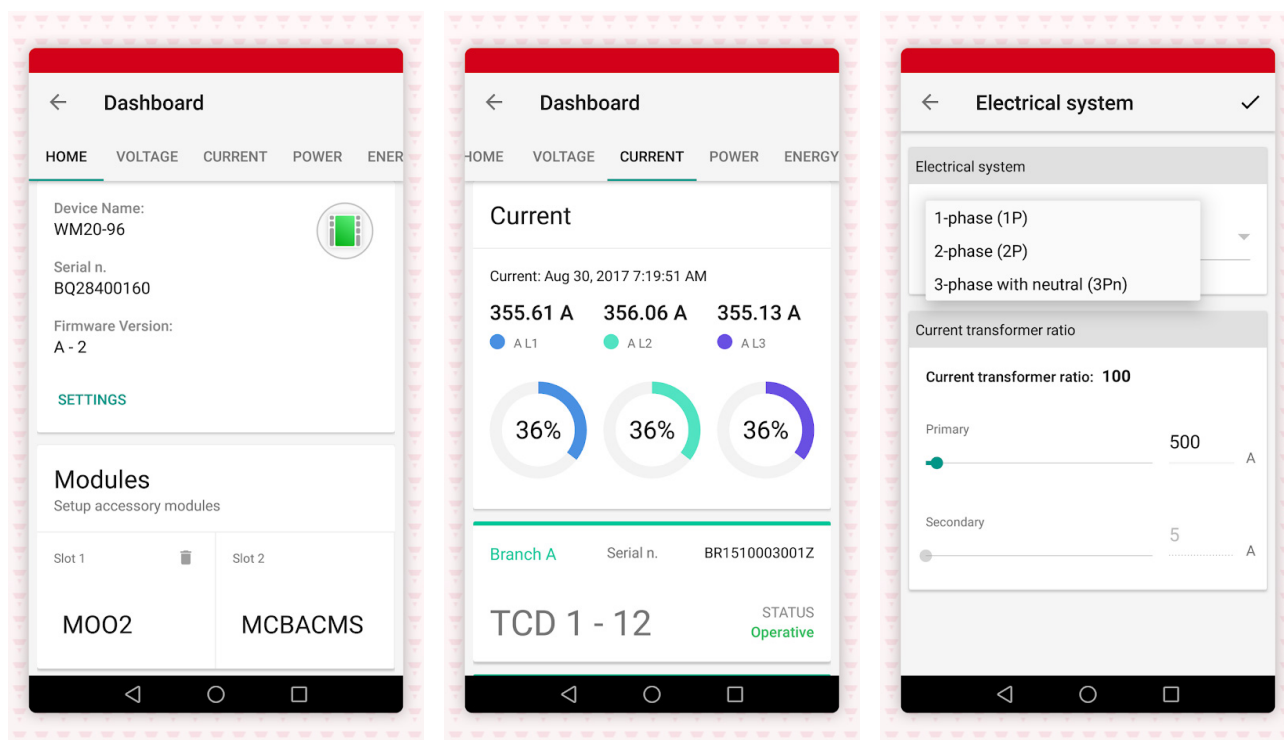 Dashboard
HOME VOLTAGE CURRENT POWER ENER
Device Name:
WM20-96
Serial n.
BQ28400160
Firmware Version:
A - 2
SETTINGS
Modules
Setup accessory modules
Slot 1 Slot 2
MOO2 MCBACMS
Dashboard
HOME VOLTAGE CURRENT POWER ENERGY
Current
Current: Aug 30, 2017 7:19:51 AM
355.61 A 356.06 A 355.13 A
A L1 A L2 A L3
36% 36% 36%
Branch A Serial n. BR1510003001Z
TCD 1 - 12 STATUS
Operative
Electrical system
Electrical system
1-phase (1P)
2-phase (2P)
3-phase with neutral (3Pn)
Current transformer ratio
Current transformer ratio: 100
Primary
500 A
Secondary
5 A